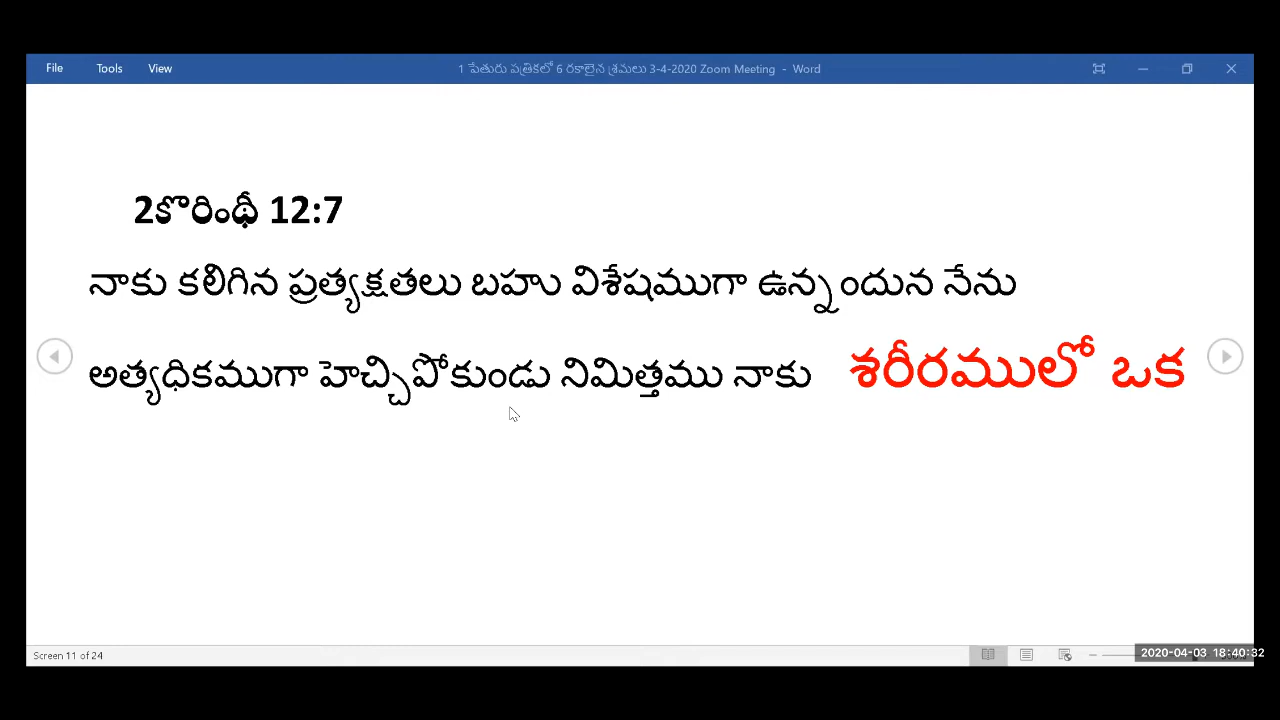 File Tools View 1 పేతురు పత్రికలో 6 రకాలైన శ్రమలు 3-4-2020 Zoom Meeting - Word
2కొరింథీ 12:7
నాకు కలిగిన ప్రత్యక్షతలు బహు విశేషముగా ఉన్నందున నేను
అత్యధికముగా హెచ్చిపోకుండు నిమిత్తము నాకు శరీరములో ఒక
Screen 11 of 24
2020-04-03 18:40:32